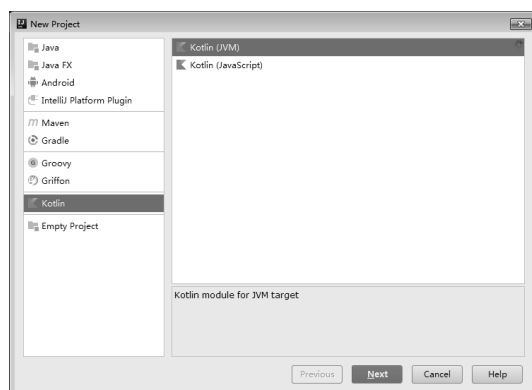 New Project
Java
Java FX
Android
IntelliJ Platform Plugin
Maven
Gradle
Groovy
Griffon
Kotlin
Empty Project
Kotlin (JVM)
Kotlin (JavaScript)
Kotlin module for JVM target
Previous
Next
Cancel
Help